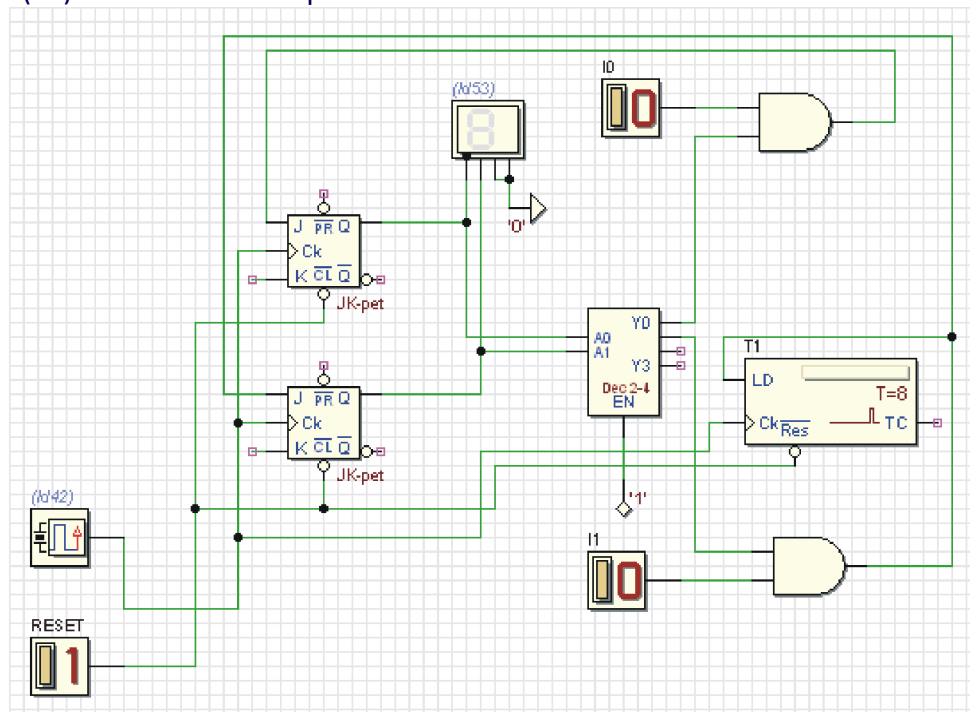 I0
(Id53)
0
'0'
J PR Q
Ck
K CL Q
JK-pet
Y0
A0
A1
Y3
Dec 2-4
EN
T1
LD
T=8
Ck Res TC
J PR Q
Ck
K CL Q
JK-pet
'1'
(Id42)
I1
0
RESET
1